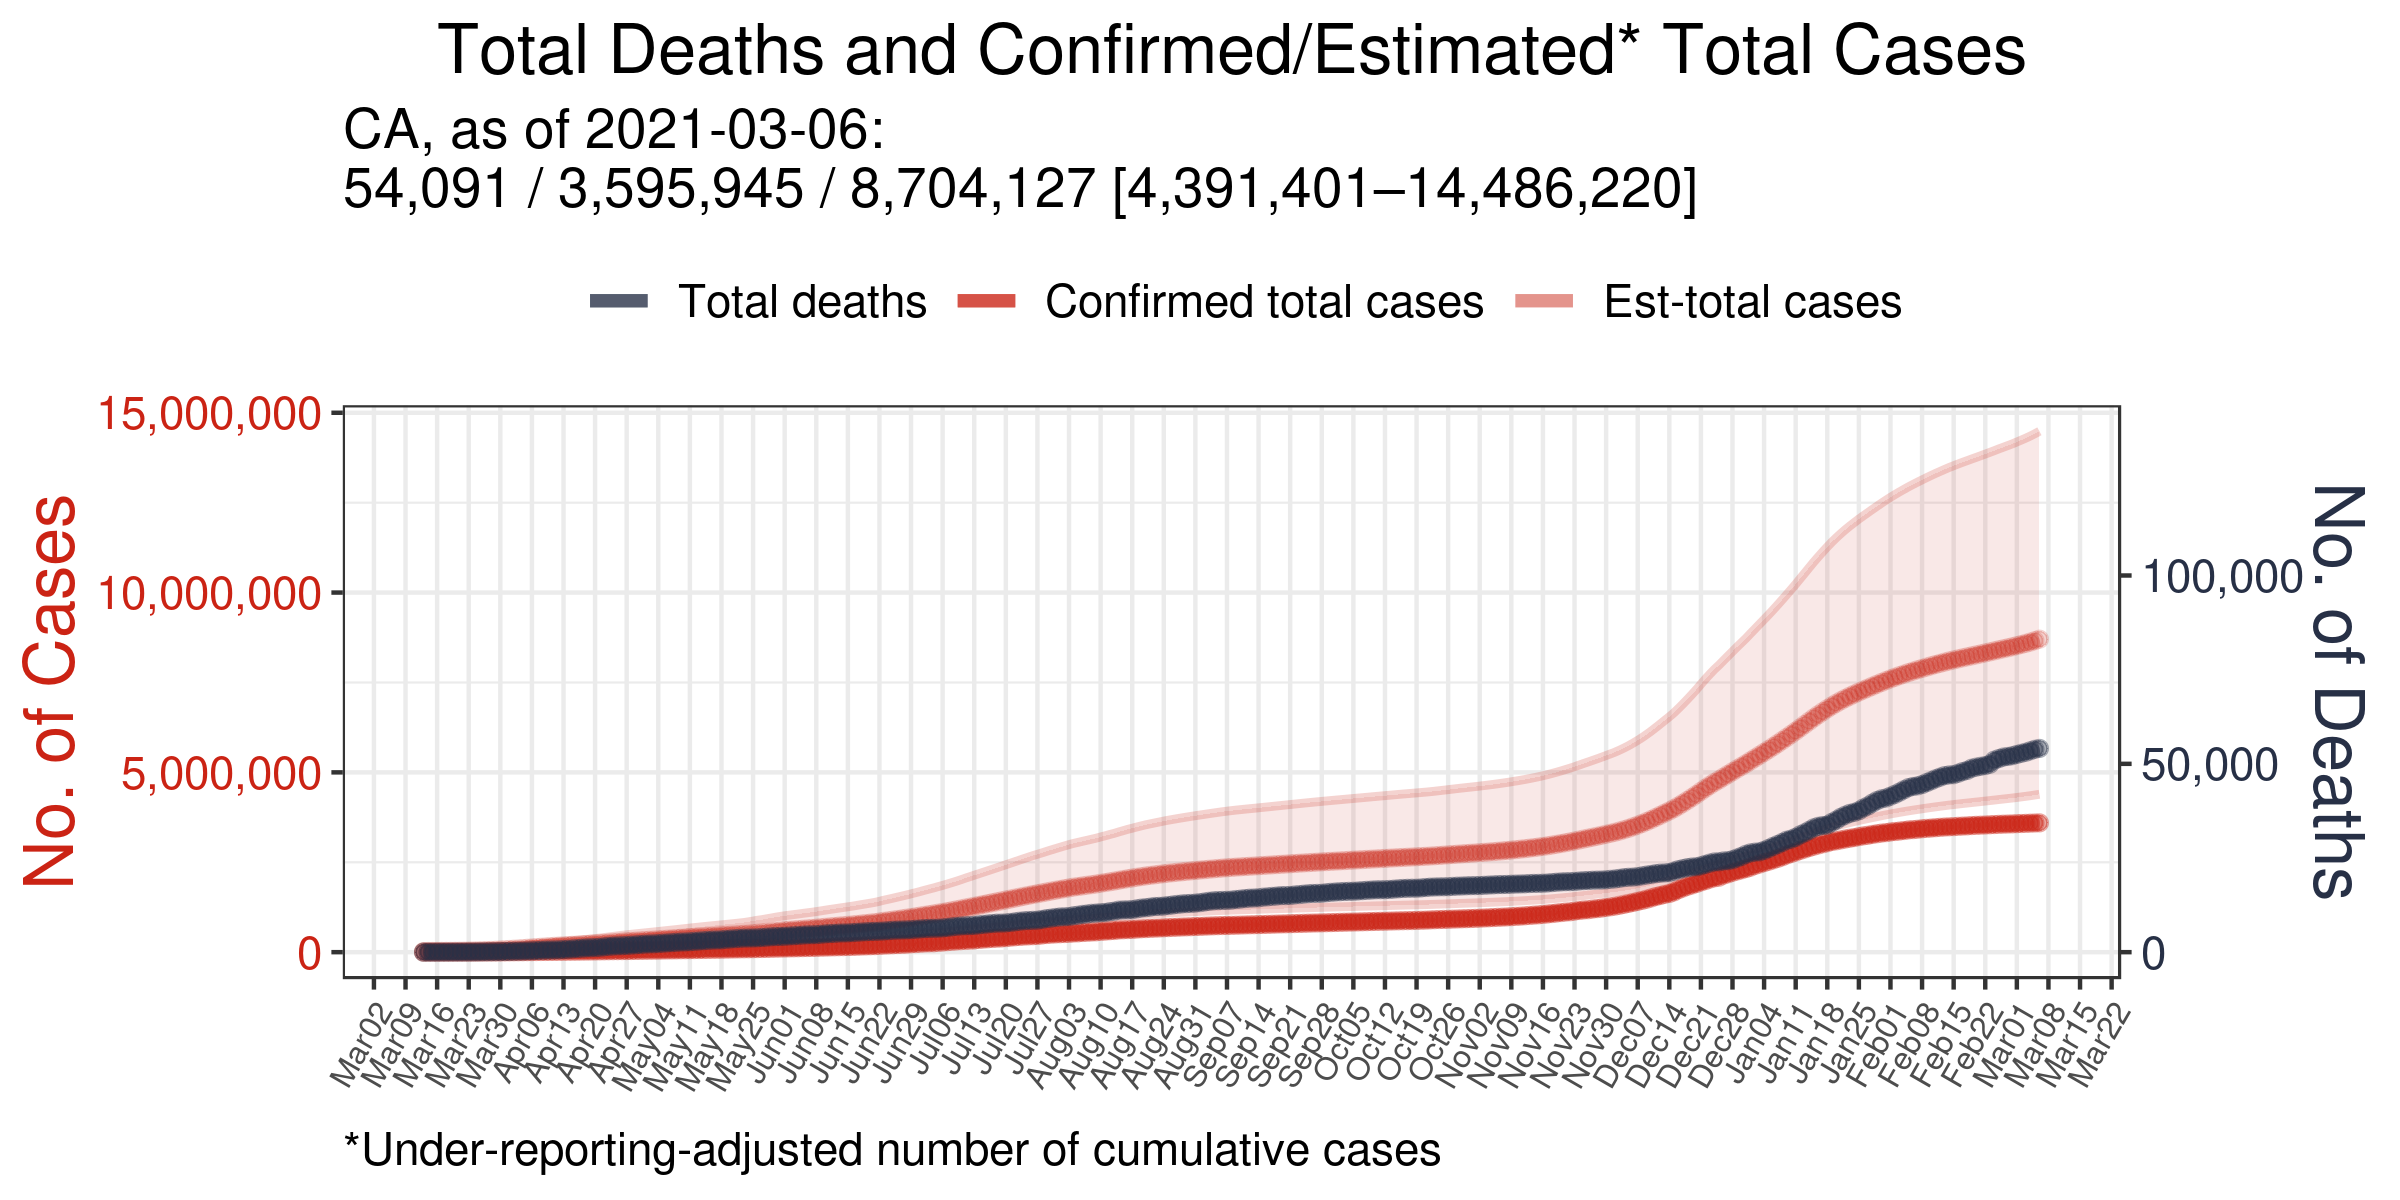 Total Deaths and Confirmed/Estimated* Total Cases
CA, as of 2021-03-06:
54,091 / 3,595,945 / 8,704,127 [4,391,401–14,486,220]
Total deaths
Confirmed total cases
Est-total cases
No. of Cases
15,000,000
10,000,000
5,000,000
0
100,000
50,000
0
No. of Deaths
Mar02
Mar09
Mar16
Mar23
Mar30
Apr06
Apr13
Apr20
Apr27
May04
May11
May18
May25
Jun01
Jun08
Jun15
Jun22
Jun29
Jul06
Jul13
Jul20
Jul27
Aug03
Aug10
Aug17
Aug24
Aug31
Sep07
Sep14
Sep21
Sep28
Oct05
Oct12
Oct19
Oct26
Nov02
Nov09
Nov16
Nov23
Nov30
Dec07
Dec14
Dec21
Dec28
Jan04
Jan11
Jan18
Jan25
Feb01
Feb08
Feb15
Feb22
Mar01
Mar08
Mar15
Mar22
*Under-reporting-adjusted number of cumulative cases